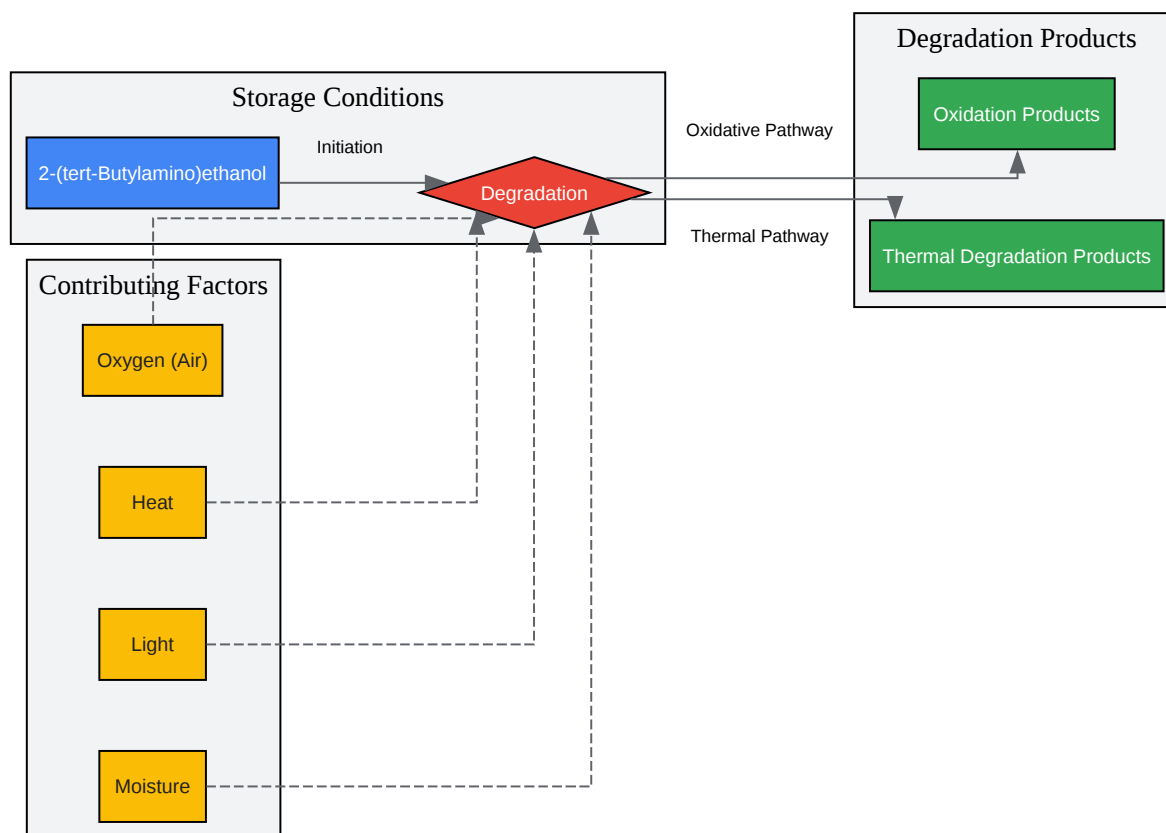 Degradation Products
Storage Conditions
Oxidation Products
Oxidative Pathway
Initiation
2-(tert-Butylamino)ethanol
Degradation
Thermal Pathway
Thermal Degradation Products
Contributing Factors
Oxygen (Air)
Heat
Light
Moisture